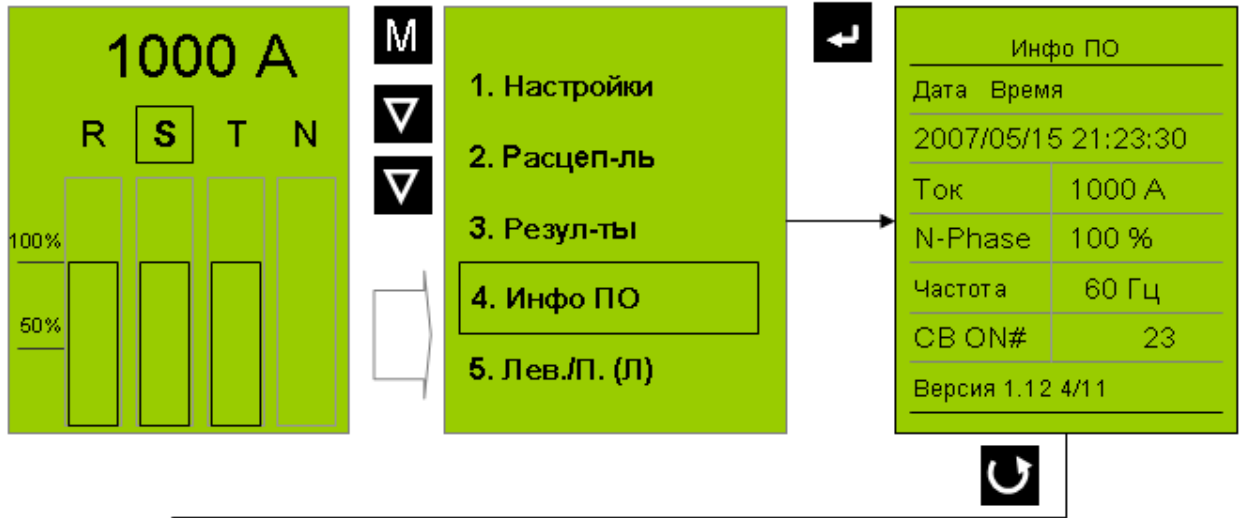 1000 A
R S T N
100%
50%
M
1. Настройки
2. Расцеп-ль
3. Резул-ты
4. Инфо ПО
5. Лев./П. (Л)
Инфо ПО
Дата Время
2007/05/15 21:23:30
Ток 1000 A
N-Phase 100 %
Частота 60 Гц
CB ON# 23
Версия 1.12 4/11